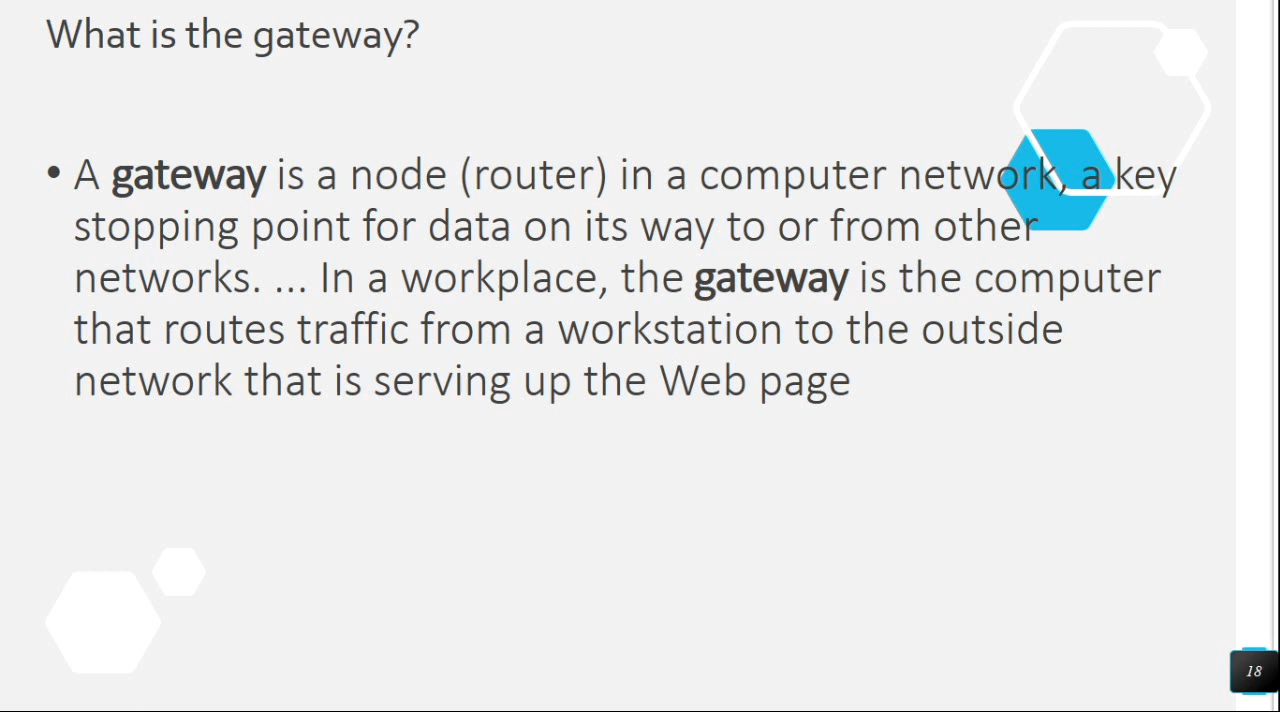 What is the gateway?
• A gateway is a node (router) in a computer network, a key
stopping point for data on its way to or from other
networks. ... In a workplace, the gateway is the computer
that routes traffic from a workstation to the outside
network that is serving up the Web page
18